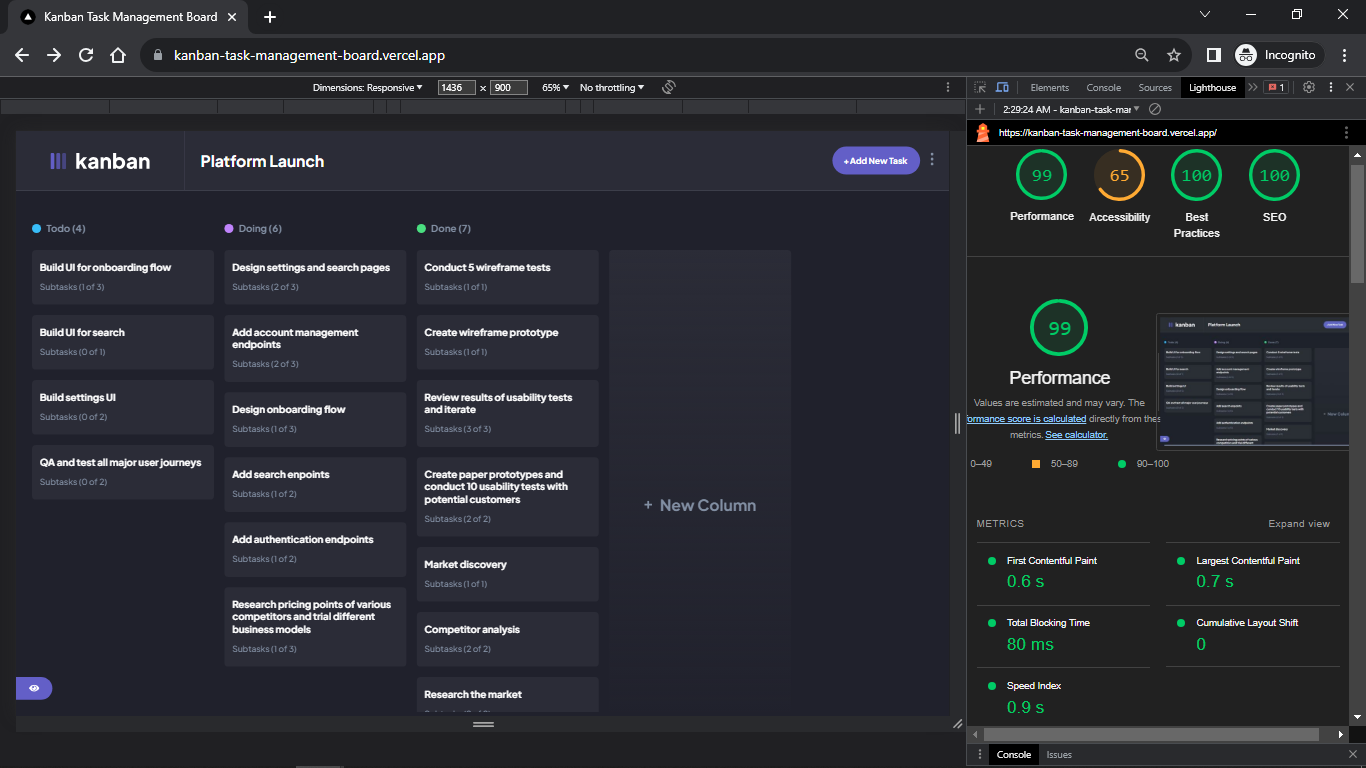 Kanban Task Management Board
kanban-task-management-board.vercel.app
Incognito
Dimensions: Responsive
1436 x 900
65%
No throttling
Elements
Console
Sources
Lighthouse
1
2:29:24 AM - kanban-task-mar
https://kanban-task-management-board.vercel.app/
kanban
Platform Launch
+ Add New Task
Todo (4)
Build UI for onboarding flow
Subtasks (1 of 3)
Build UI for search
Subtasks (0 of 1)
Build settings UI
Subtasks (0 of 2)
QA and test all major user journeys
Subtasks (0 of 2)
Doing (6)
Design settings and search pages
Subtasks (2 of 3)
Add account management
endpoints
Subtasks (2 of 3)
Design onboarding flow
Subtasks (1 of 3)
Add search enpoints
Subtasks (1 of 2)
Add authentication endpoints
Subtasks (1 of 2)
Research pricing points of various
competitors and trial different
business models
Subtasks (1 of 3)
Done (7)
Conduct 5 wireframe tests
Subtasks (1 of 1)
Create wireframe prototype
Subtasks (1 of 1)
Review results of usability tests
and iterate
Subtasks (3 of 3)
Create paper prototypes and
conduct 10 usability tests with
potential customers
Subtasks (2 of 2)
Market discovery
Subtasks (1 of 1)
Competitor analysis
Subtasks (2 of 2)
Research the market
+ New Column
99
Performance
65
Accessibility
100
Best
Practices
100
SEO
99
Performance
Values are estimated and may vary. The
formance score is calculated directly from thes
metrics. See calculator.
0–49
50–89
90–100
kanban
Platform Launch
+ New Colum
METRICS
Expand view
First Contentful Paint
0.6 s
Largest Contentful Paint
0.7 s
Total Blocking Time
80 ms
Cumulative Layout Shift
0
Speed Index
0.9 s
Console
Issues